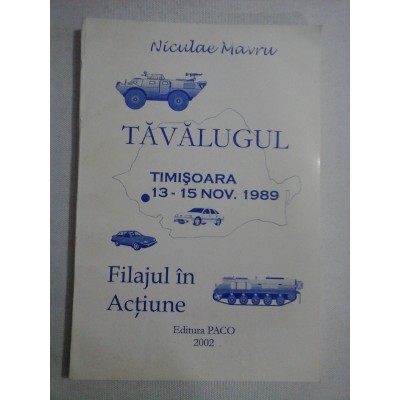 Niculae Mavru
TĂVĂLUGUL
TIMIŞOARA
13 - 15 NOV. 1989
Filajul în
Acţiune
Editura PACO
2002